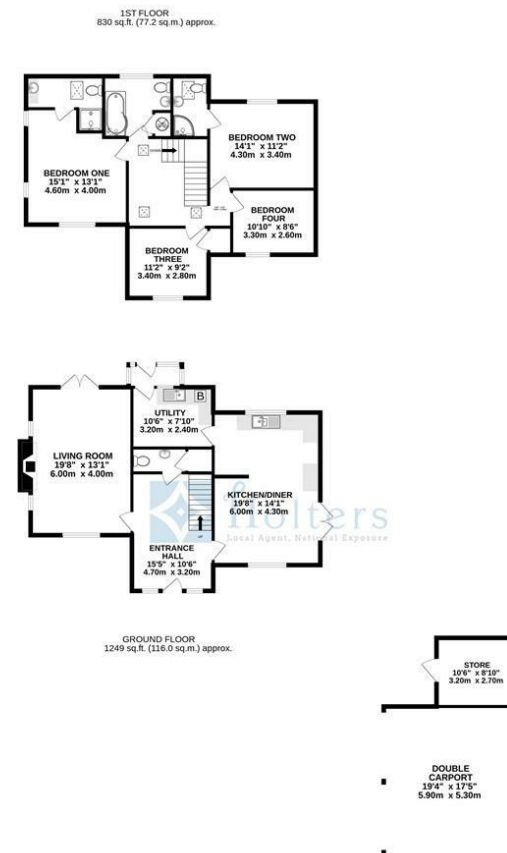 1ST FLOOR
830 sq.ft. (77.2 sq.m.) approx.
BEDROOM TWO
14'1" x 11'2"
4.30m x 3.40m
BEDROOM ONE
15'1" x 13'1"
4.60m x 4.00m
BEDROOM
FOUR
10'10" x 8'6"
3.30m x 2.60m
BEDROOM
THREE
11'2" x 9'2"
3.40m x 2.80m
B
UTILITY
10'6" x 7'10"
3.20m x 2.40m
LIVING ROOM
19'8" x 13'1"
6.00m x 4.00m
KITCHEN/DINER
19'8" x 14'1"
6.00m x 4.30m
holters
Local Agent, National Exposure
UP
ENTRANCE
HALL
15'5" x 10'6"
4.70m x 3.20m
GROUND FLOOR
1249 sq.ft. (116.0 sq.m.) approx.
STORE
10'6" x 8'10"
3.20m x 2.70m
DOUBLE
CARPORT
19'4" x 17'5"
5.90m x 5.30m